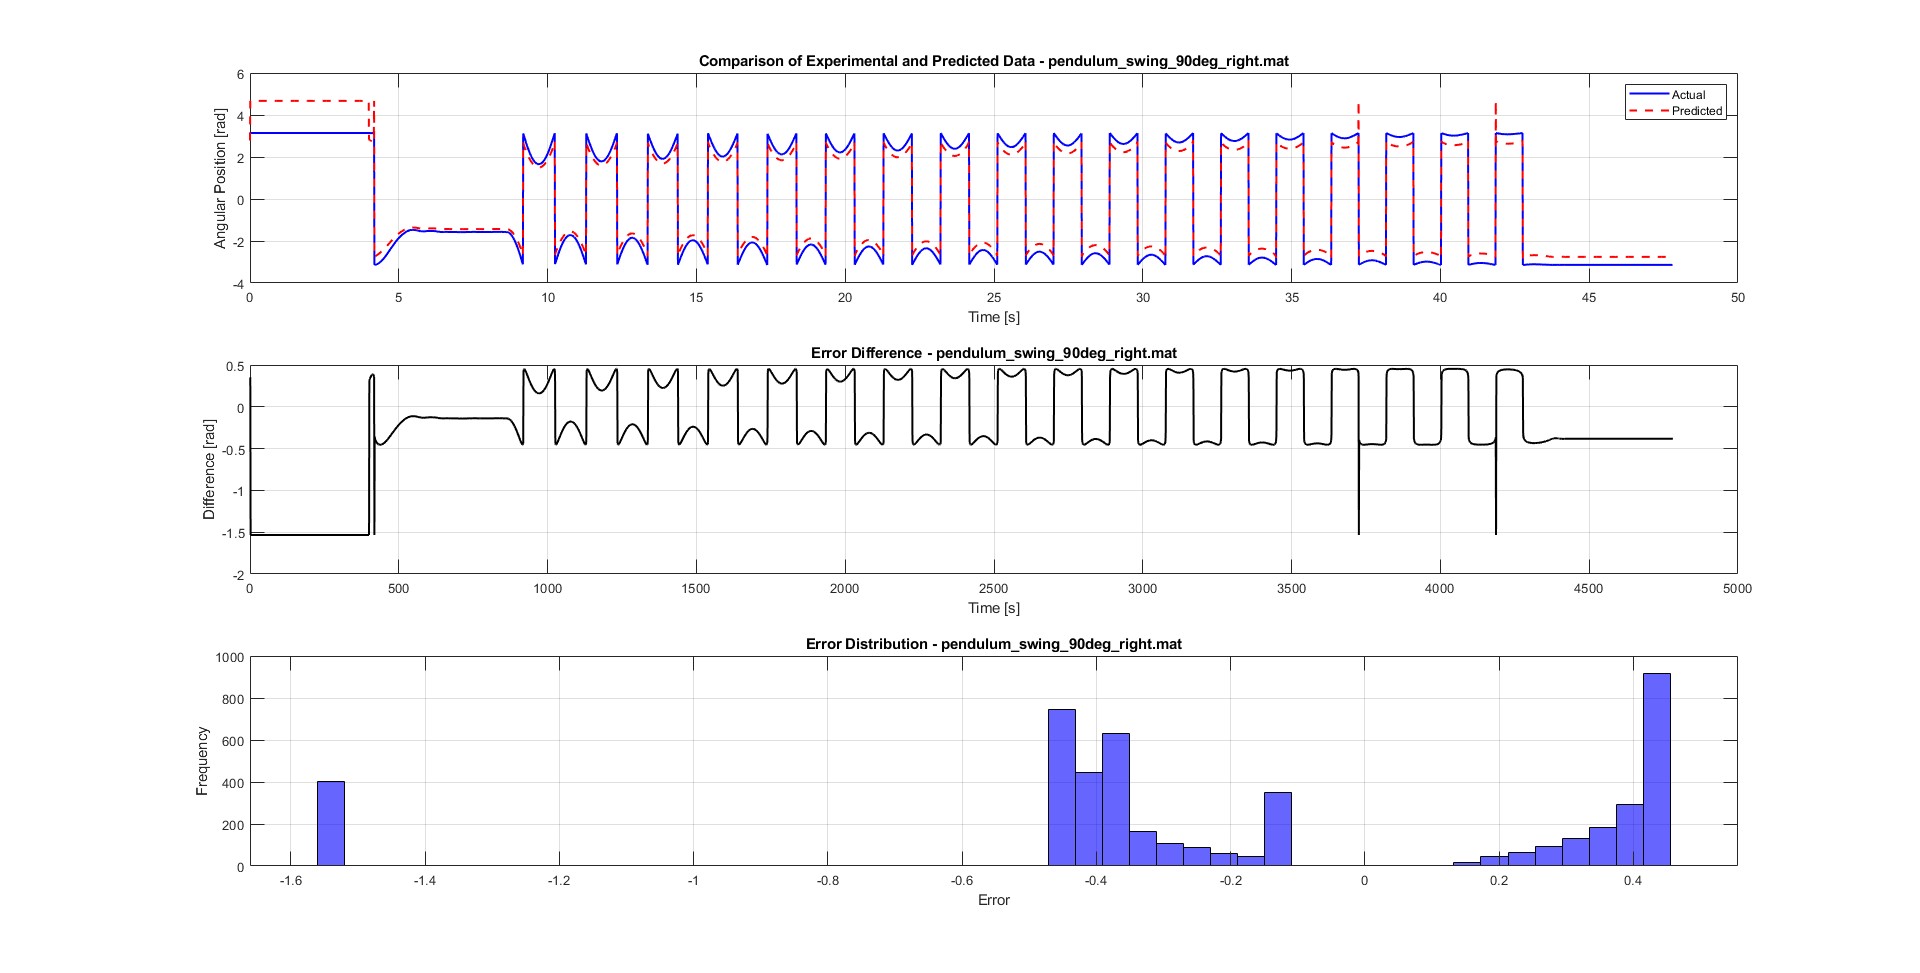 Comparison of Experimental and Predicted Data - pendulum_swing_90deg_right.mat
6
4
2
0
-2
-4
Angular Position [rad]
Actual
Predicted
0 5 10 15 20 25 30 35 40 45 50
Time [s]
Error Difference - pendulum_swing_90deg_right.mat
0.5
0
-0.5
-1
-1.5
-2
Difference [rad]
0 500 1000 1500 2000 2500 3000 3500 4000 4500 5000
Time [s]
Error Distribution - pendulum_swing_90deg_right.mat
1000
800
600
400
200
0
Frequency
-1.6 -1.4 -1.2 -1 -0.8 -0.6 -0.4 -0.2 0 0.2 0.4
Error